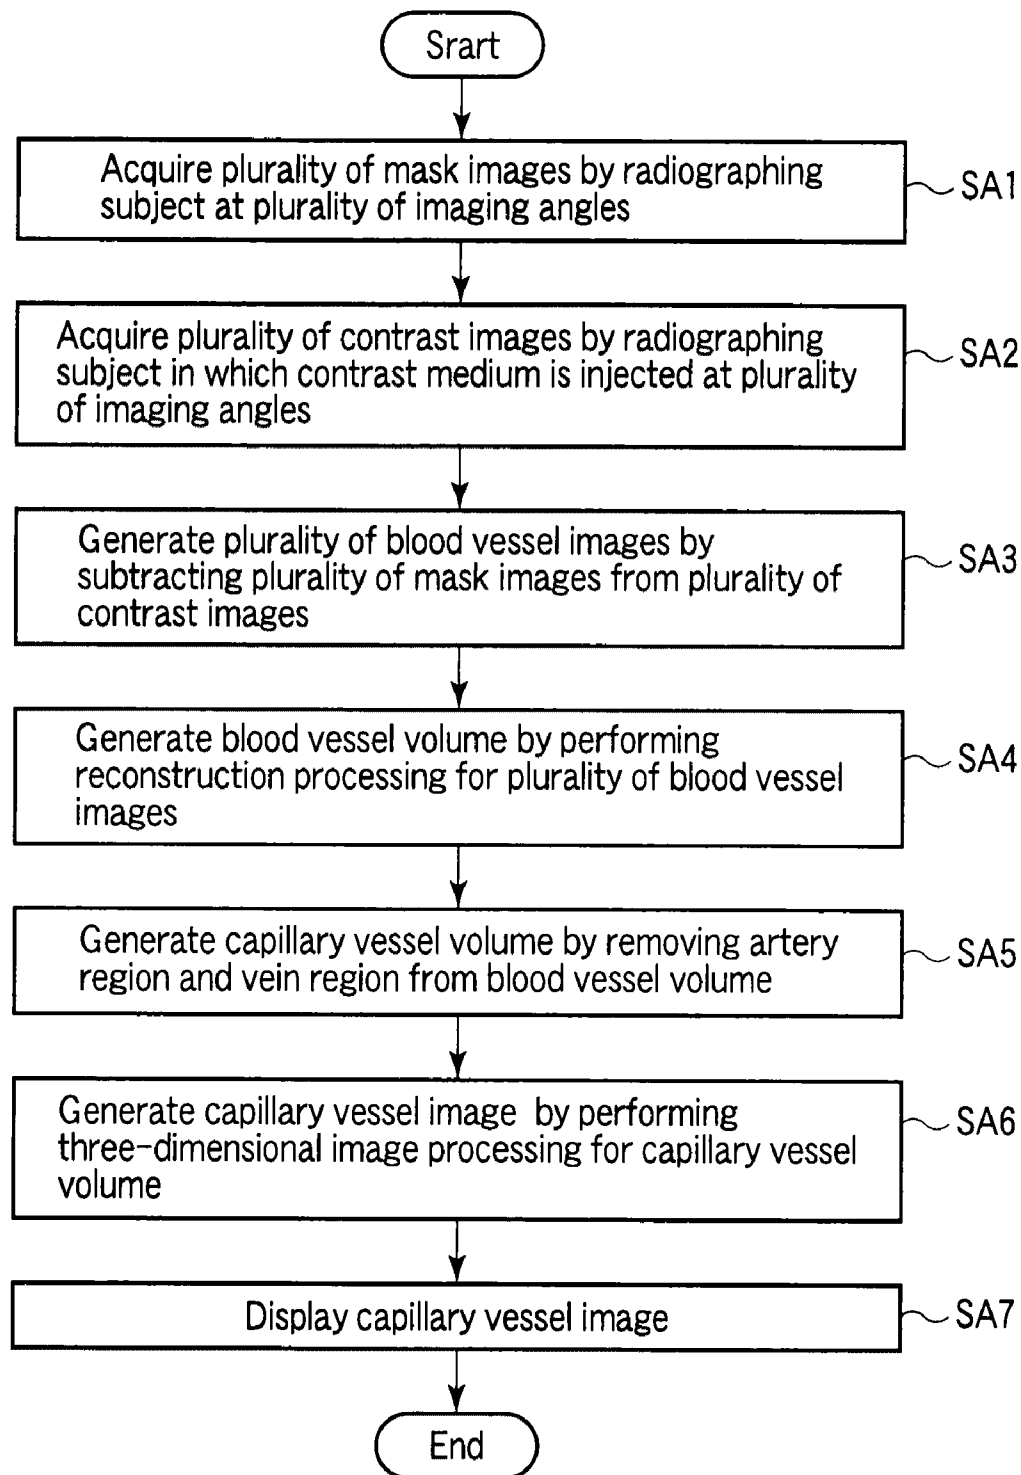 Srart
Acquire plurality of mask images by radiographing
subject at plurality of imaging angles
SA1
Acquire plurality of contrast images by radiographing
subject in which contrast medium is injected at plurality
of imaging angles
SA2
Generate plurality of blood vessel images by
subtracting plurality of mask images from plurality of
contrast images
SA3
Generate blood vessel volume by performing
reconstruction processing for plurality of blood vessel
images
SA4
Generate capillary vessel volume by removing artery
region and vein region from blood vessel volume
SA5
Generate capillary vessel image by performing
three-dimensional image processing for capillary vessel
volume
SA6
Display capillary vessel image
SA7
End